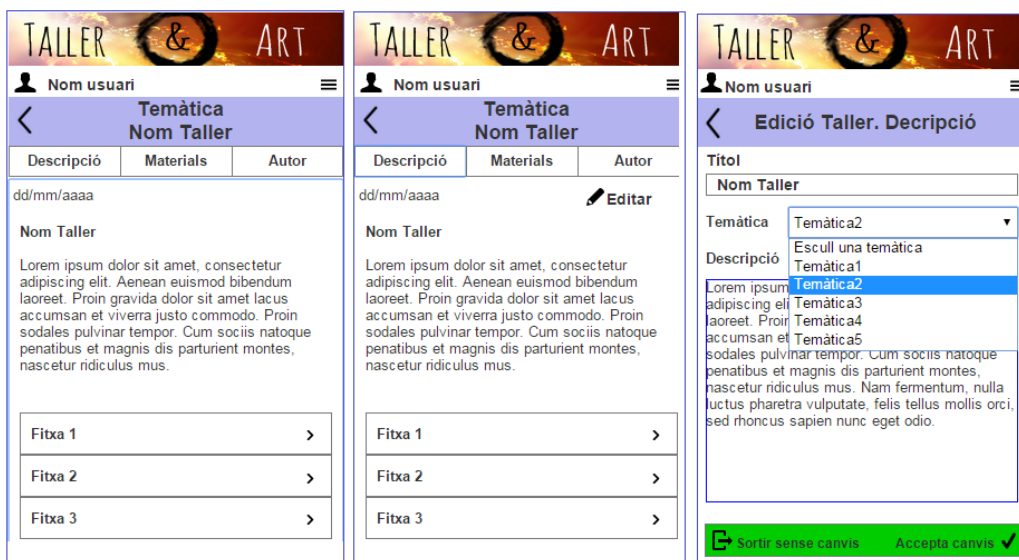 TALLER & ART
Nom usuari
Temàtica
Nom Taller
Descripció Materials Autor
dd/mm/aaaa
Nom Taller
Lorem ipsum dolor sit amet, consectetur
adipiscing elit. Aenean euismod bibendum
laoreet. Proin gravida dolor sit amet lacus
accumsan et viverra justo commodo. Proin
sodales pulvinar tempor. Cum sociis natoque
penatibus et magnis dis parturient montes,
nascetur ridiculus mus.
Fitxa 1
Fitxa 2
Fitxa 3
TALLER & ART
Nom usuari
Temàtica
Nom Taller
Descripció Materials Autor
dd/mm/aaaa Editar
Nom Taller
Lorem ipsum dolor sit amet, consectetur
adipiscing elit. Aenean euismod bibendum
laoreet. Proin gravida dolor sit amet lacus
accumsan et viverra justo commodo. Proin
sodales pulvinar tempor. Cum sociis natoque
penatibus et magnis dis parturient montes,
nascetur ridiculus mus.
Fitxa 1
Fitxa 2
Fitxa 3
TALLER & ART
Nom usuari
Edició Taller. Decripció
Titol
Nom Taller
Temàtica Temàtica2
Escull una temàtica
Descripció
Temàtica1
Temàtica2
Temàtica3
Temàtica4
Temàtica5
Lorem ipsum
adipiscing eli
laoreet. Proin
accumsan et
sodales pulvinar tempor. Cum sociis natoque
penatibus et magnis dis parturient montes,
nascetur ridiculus mus. Nam fermentum, nulla
luctus pharetra vulputate, felis tellus mollis orci,
sed rhoncus sapien nunc eget odio.
Sortir sense canvis Accepta canvis